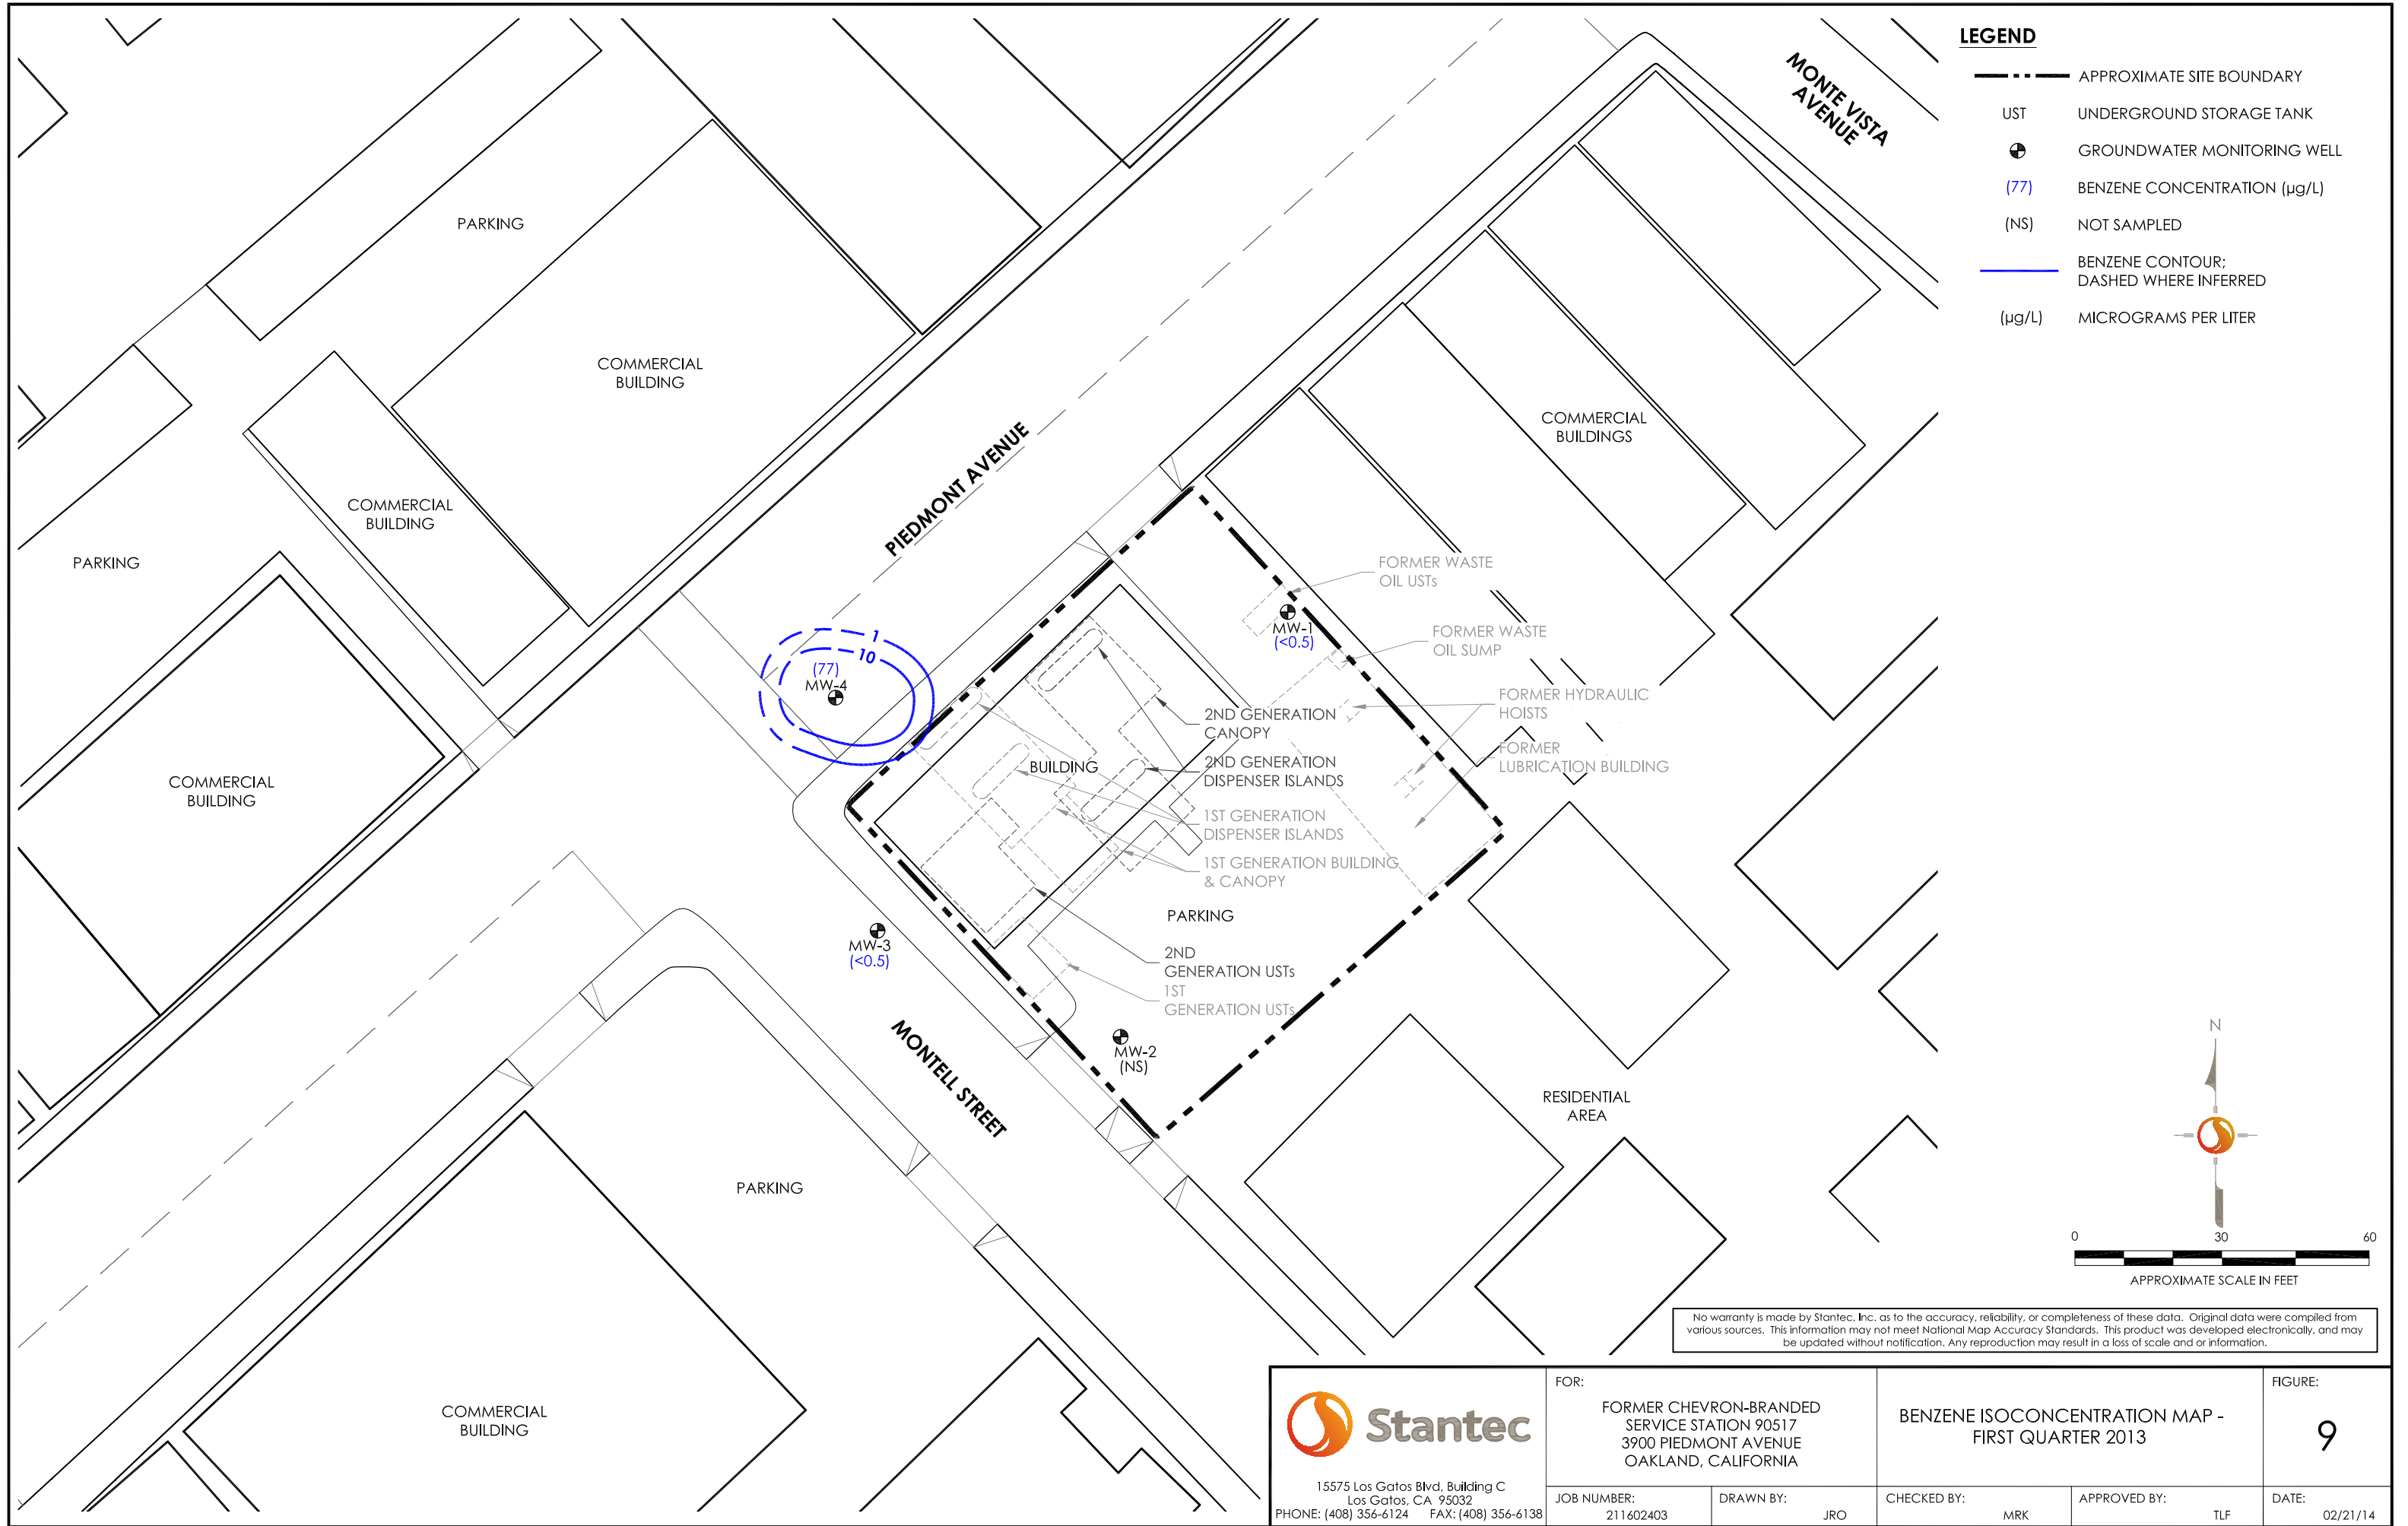 LEGEND
APPROXIMATE SITE BOUNDARY
UST UNDERGROUND STORAGE TANK
GROUNDWATER MONITORING WELL
(77) BENZENE CONCENTRATION (µg/L)
(NS) NOT SAMPLED
BENZENE CONTOUR;
DASHED WHERE INFERRED
(µg/L) MICROGRAMS PER LITER
MONTE VISTA
AVENUE
PARKING
COMMERCIAL
BUILDING
COMMERCIAL
BUILDINGS
PIEDMONT AVENUE
COMMERCIAL
BUILDING
PARKING
FORMER WASTE
OIL USTs
MW-1
(<0.5)
FORMER WASTE
OIL SUMP
1
10
(77)
MW-4
FORMER HYDRAULIC
HOISTS
2ND GENERATION
CANOPY
FORMER
LUBRICATION BUILDING
BUILDING
2ND GENERATION
DISPENSER ISLANDS
COMMERCIAL
BUILDING
1ST GENERATION
DISPENSER ISLANDS
1ST GENERATION BUILDING
& CANOPY
PARKING
MW-3
(<0.5)
2ND
GENERATION USTs
1ST
GENERATION USTs
MW-2
(NS)
MONTELL STREET
RESIDENTIAL
AREA
PARKING
COMMERCIAL
BUILDING
N
0 30 60
APPROXIMATE SCALE IN FEET
No warranty is made by Stantec, Inc. as to the accuracy, reliability, or completeness of these data. Original data were compiled from
various sources. This information may not meet National Map Accuracy Standards. This product was developed electronically, and may
be updated without notification. Any reproduction may result in a loss of scale and or information.
Stantec
15575 Los Gatos Blvd, Building C
Los Gatos, CA 95032
PHONE: (408) 356-6124 FAX: (408) 356-6138
FOR:
FORMER CHEVRON-BRANDED
SERVICE STATION 90517
3900 PIEDMONT AVENUE
OAKLAND, CALIFORNIA
BENZENE ISOCONCENTRATION MAP -
FIRST QUARTER 2013
FIGURE:
9
JOB NUMBER:
211602403
DRAWN BY:
JRO
CHECKED BY:
MRK
APPROVED BY:
TLF
DATE:
02/21/14